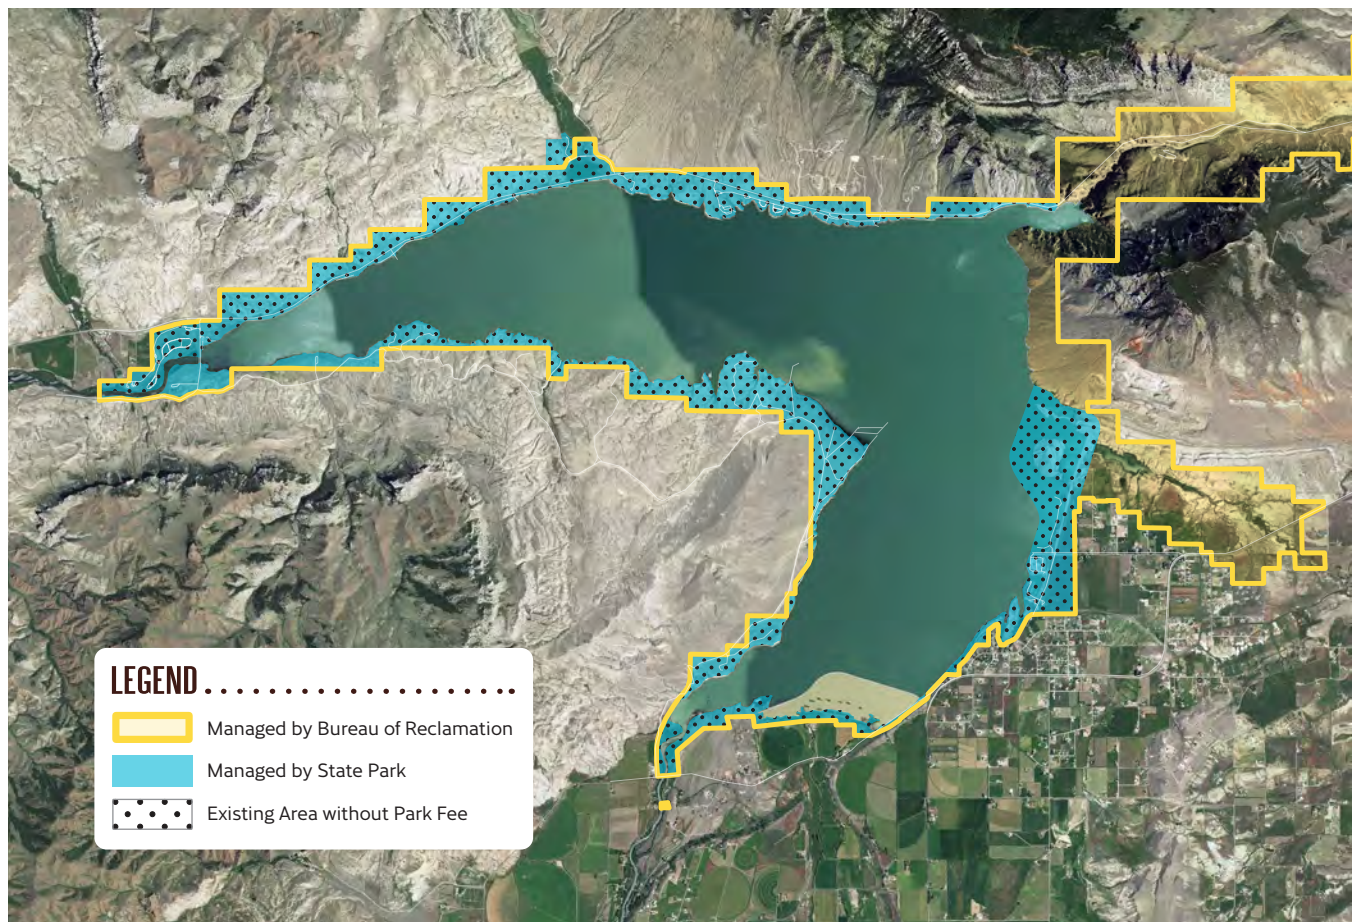 LEGEND
Managed by Bureau of Reclamation
Managed by State Park
Existing Area without Park Fee